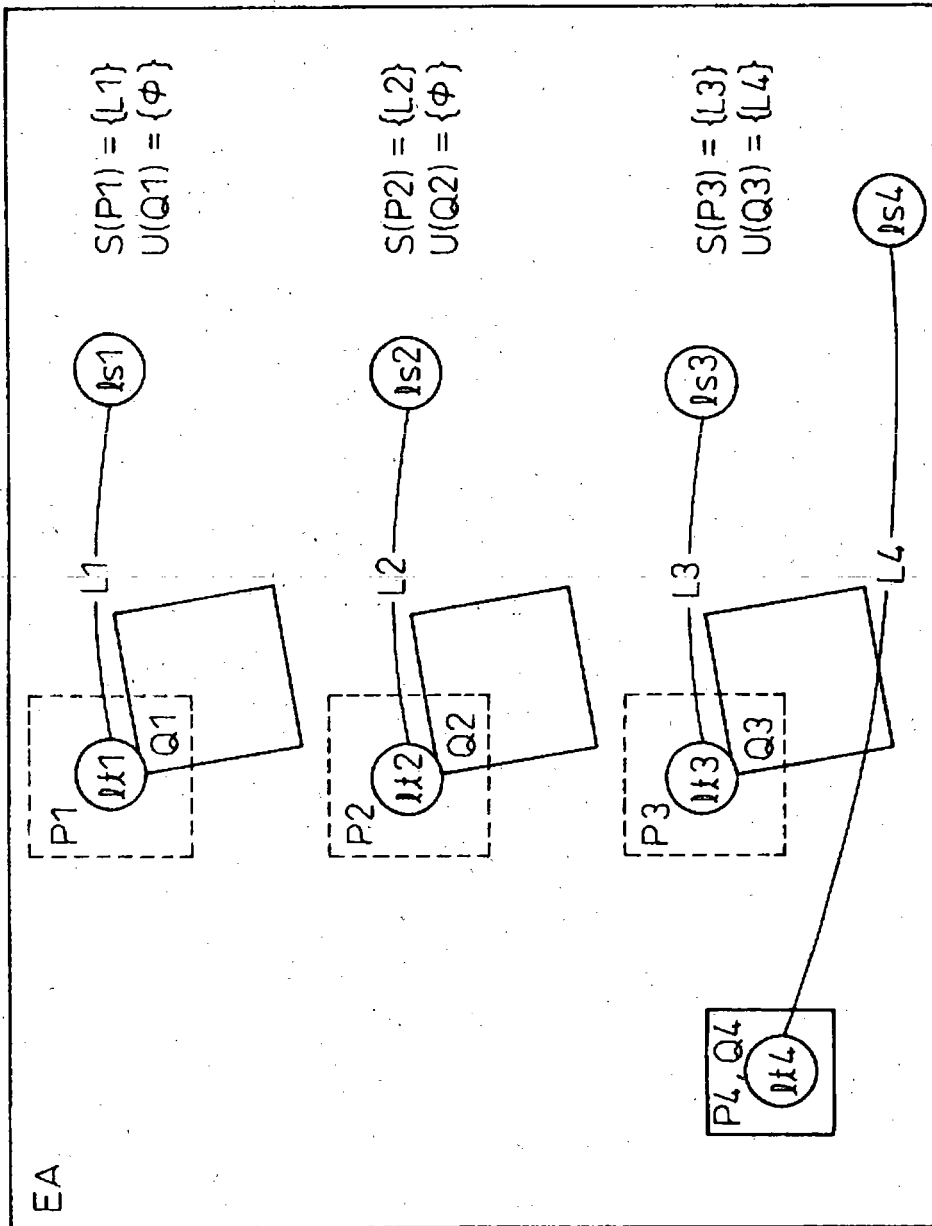 EA
P1
lt1
Q1
L1
ls1
S(P1) = {L1}
U(Q1) = {Φ}
P2
lt2
Q2
L2
ls2
S(P2) = {L2}
U(Q2) = {Φ}
P3
lt3
Q3
L3
ls3
S(P3) = {L3}
U(Q3) = {L4}
P4, Q4
lt4
L4
ls4